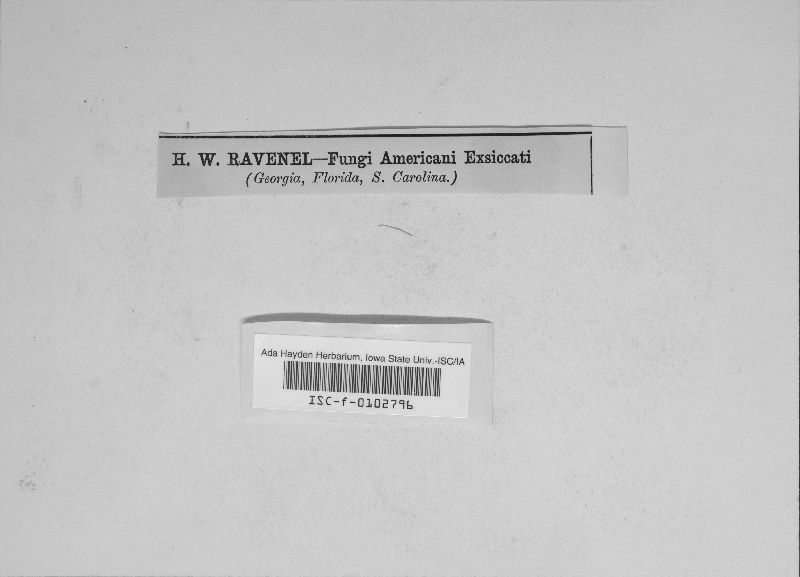 H. W. RAVENEL—Fungi Americani Exsiccati
(Georgia, Florida, S. Carolina.)
Ada Hayden Herbarium, Iowa State Univ.-ISC/IA
ISC-f-0102796